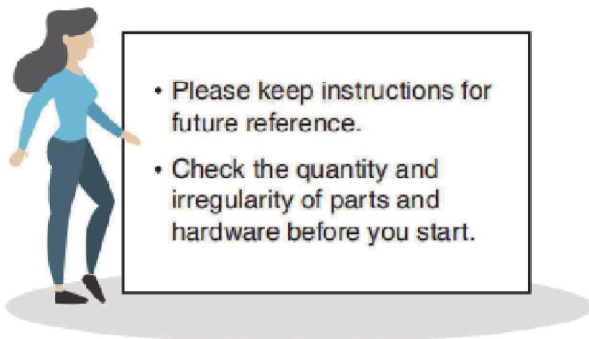 • Please keep instructions for
future reference.
• Check the quantity and
irregularity of parts and
hardware before you start.